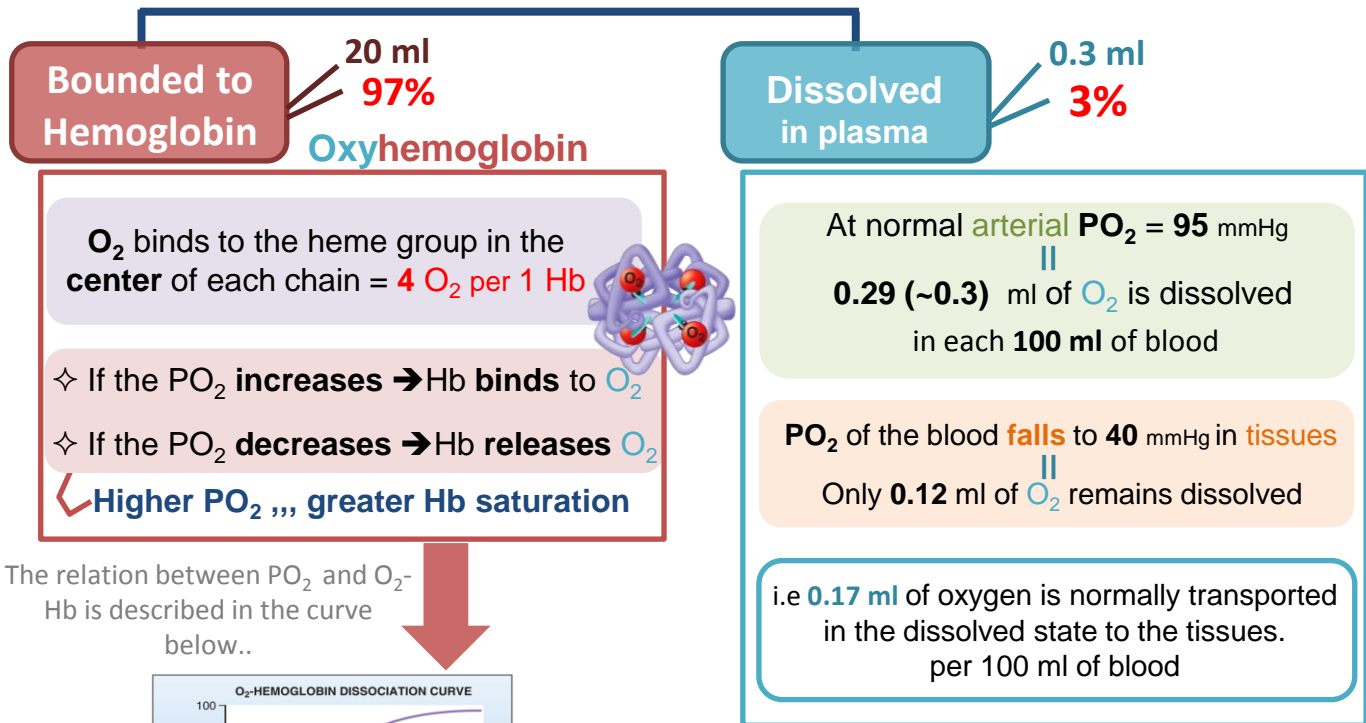 Bounded to
Hemoglobin
20 ml
97%
Oxyhemoglobin
O₂ binds to the heme group in the
center of each chain = 4 O₂ per 1 Hb
O₂
O₂
✧ If the PO₂ increases ➔Hb binds to O₂
✧ If the PO₂ decreases ➔Hb releases O₂
Higher PO₂ ,,, greater Hb saturation
The relation between PO₂ and O₂-
Hb is described in the curve
below..
O₂-HEMOGLOBIN DISSOCIATION CURVE
100
Dissolved
in plasma
0.3 ml
3%
At normal arterial PO₂ = 95 mmHg
=
0.29 (~0.3) ml of O₂ is dissolved
in each 100 ml of blood
PO₂ of the blood falls to 40 mmHg in tissues
=
Only 0.12 ml of O₂ remains dissolved
i.e 0.17 ml of oxygen is normally transported
in the dissolved state to the tissues.
per 100 ml of blood